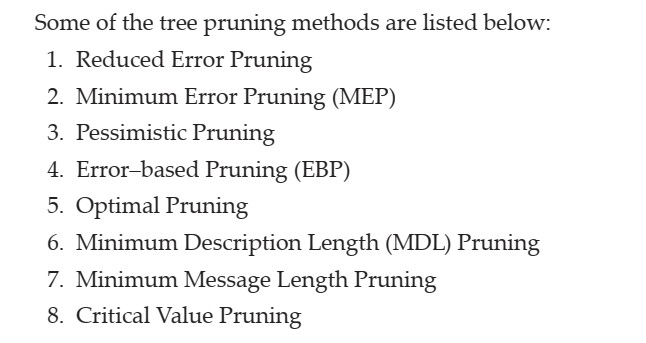 Some of the tree pruning methods are listed below:
1. Reduced Error Pruning
2. Minimum Error Pruning (MEP)
3. Pessimistic Pruning
4. Error–based Pruning (EBP)
5. Optimal Pruning
6. Minimum Description Length (MDL) Pruning
7. Minimum Message Length Pruning
8. Critical Value Pruning